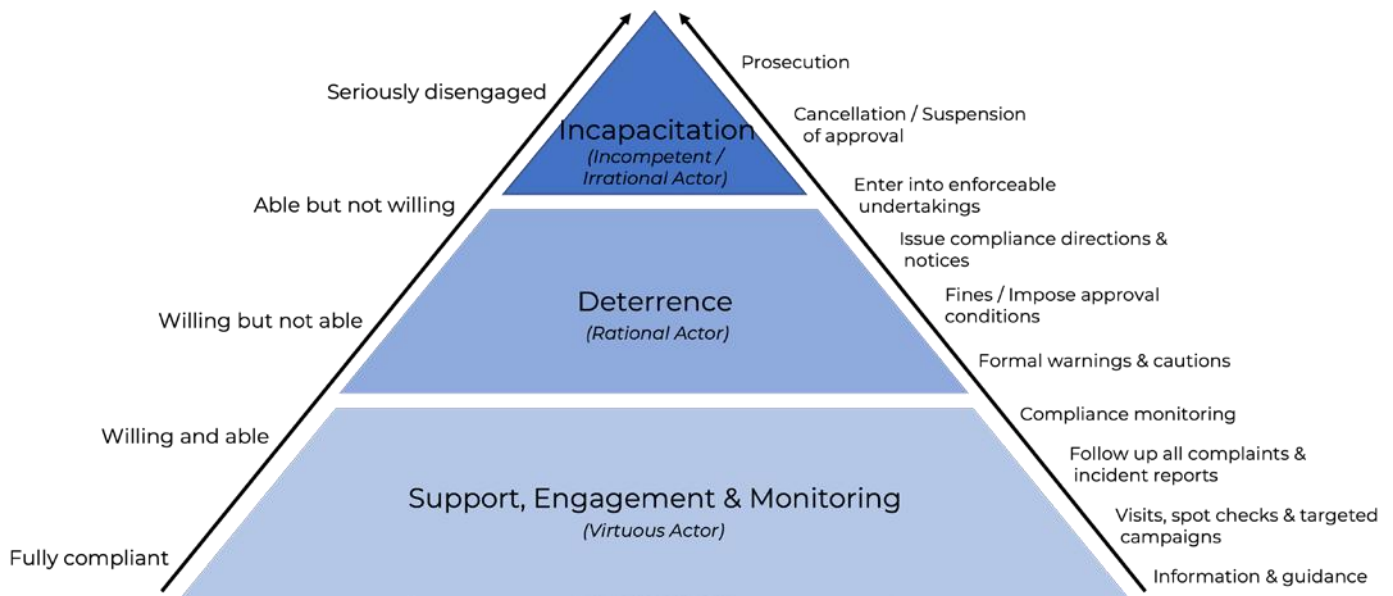 Prosecution
Seriously disengaged
Cancellation / Suspension
of approval
Incapacitation
(Incompetent /
Irrational Actor)
Able but not willing
Enter into enforceable
undertakings
Issue compliance directions &
notices
Deterrence
(Rational Actor)
Willing but not able
Fines / Impose approval
conditions
Formal warnings & cautions
Willing and able
Compliance monitoring
Follow up all complaints &
incident reports
Support, Engagement & Monitoring
(Virtuous Actor)
Visits, spot checks & targeted
campaigns
Fully compliant
Information & guidance